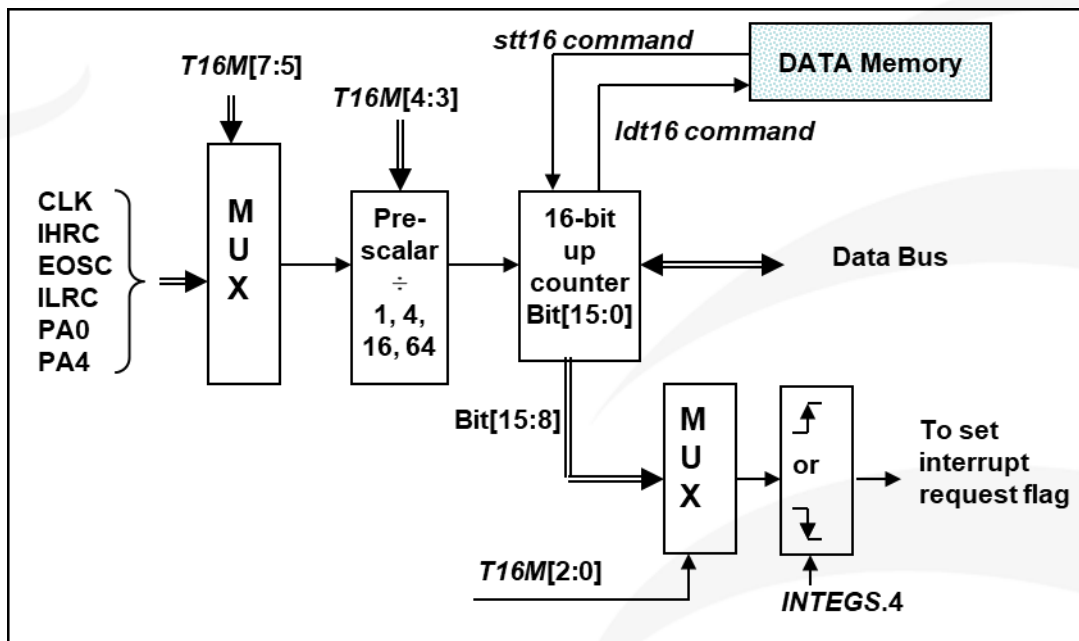 stt16 command
DATA Memory
T16M[7:5]
T16M[4:3]
ldt16 command
CLK
IHRC
EOSC
ILRC
PA0
PA4
M
U
X
Pre-
scalar
÷
1, 4,
16, 64
16-bit
up
counter
Bit[15:0]
Data Bus
Bit[15:8]
M
U
X
or
To set
interrupt
request flag
T16M[2:0]
INTEGS.4